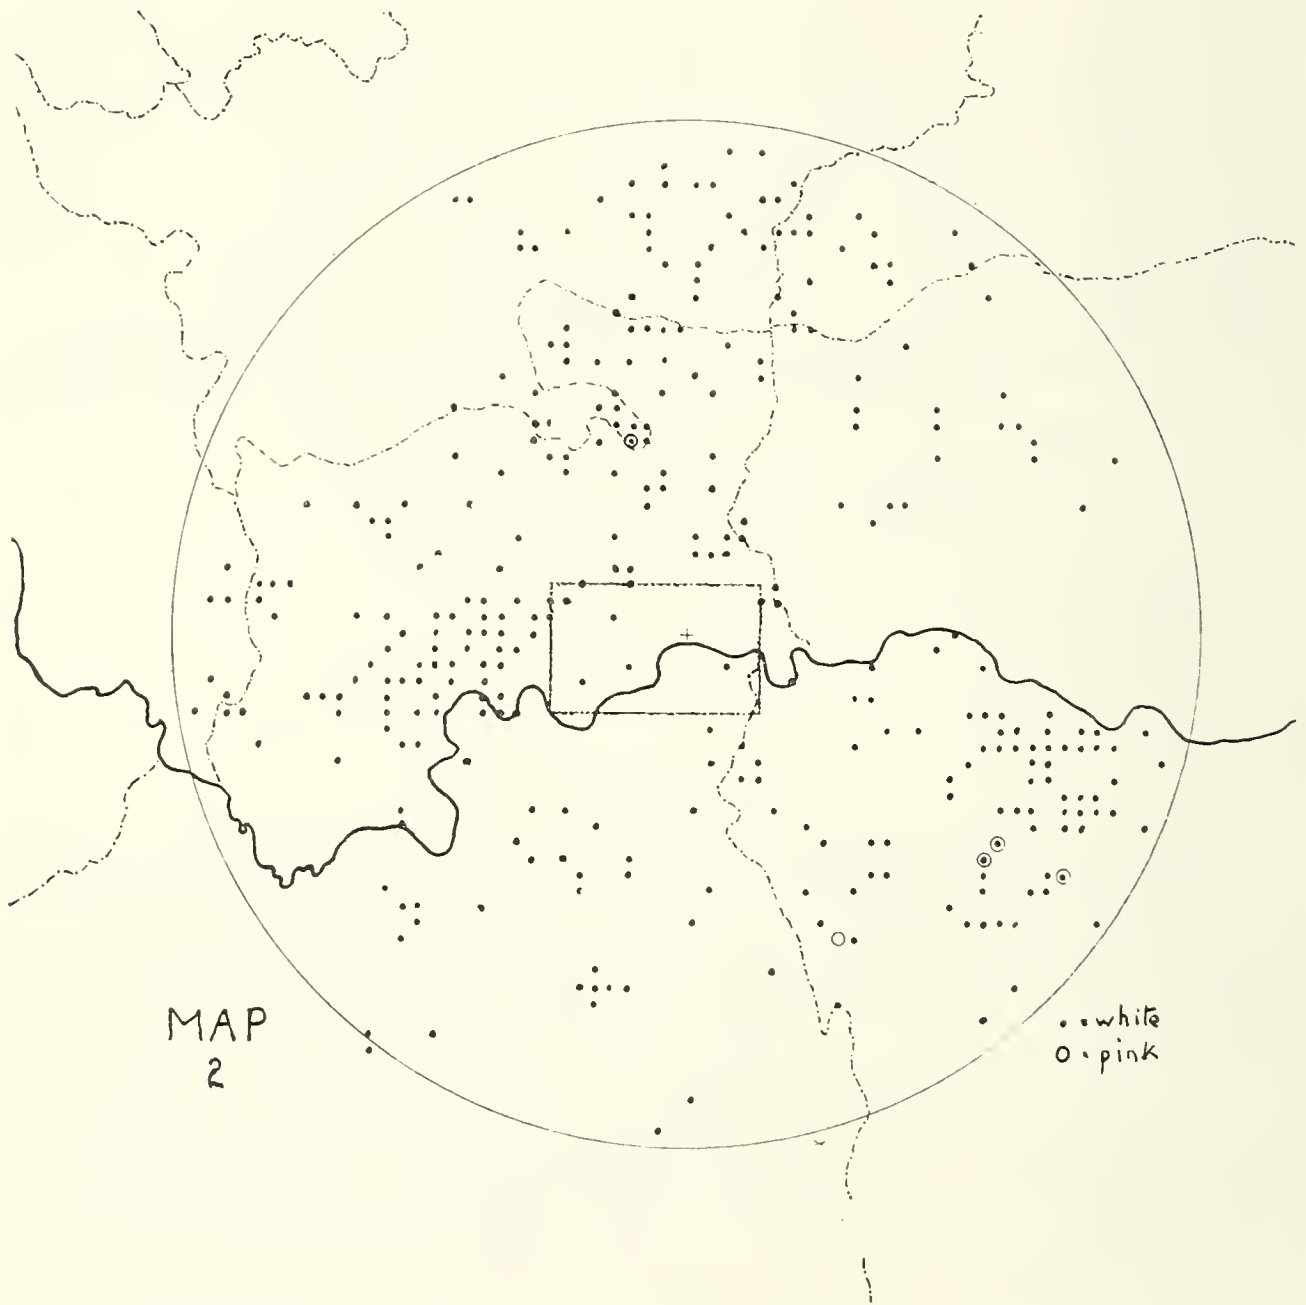 MAP
2
• = white
O = pink